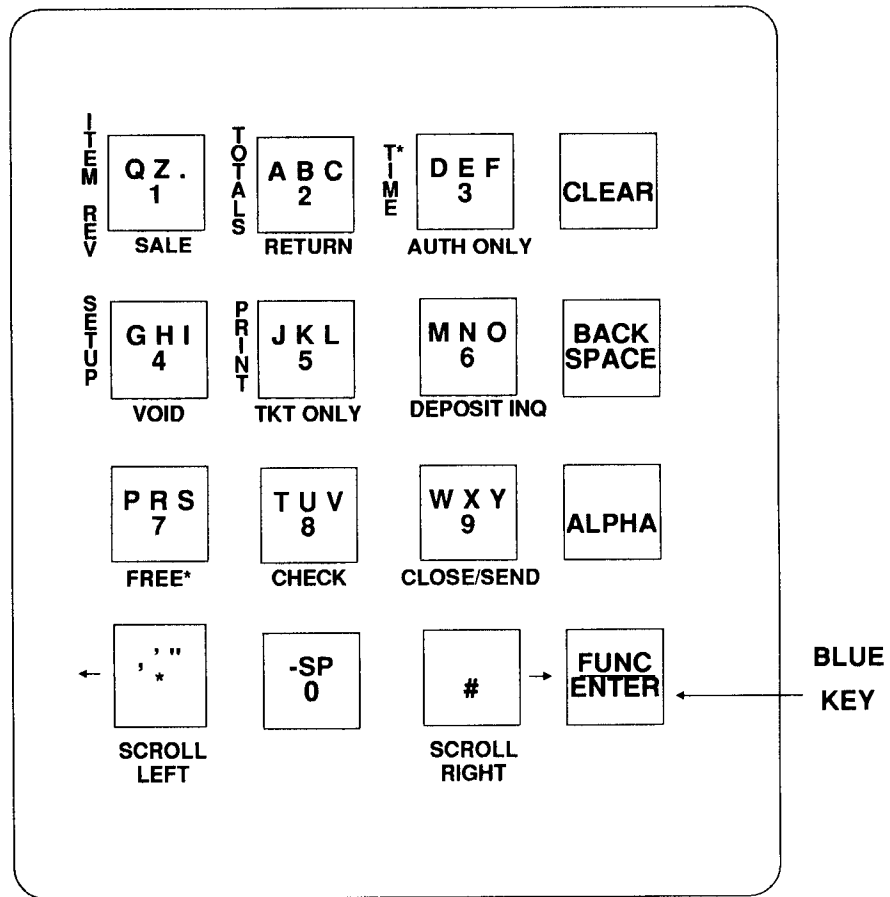 ITEM REV
QZ.
1
SALE
TOTALS
ABC
2
RETURN
T*IME
DEF
3
AUTH ONLY
CLEAR
SETUP
GHI
4
VOID
PRINT
JKL
5
TKT ONLY
MNO
6
DEPOSIT INQ
BACK
SPACE
PRS
7
FREE*
TUV
8
CHECK
WXY
9
CLOSE/SEND
ALPHA
, ' "
*
SCROLL
LEFT
-SP
0
#
SCROLL
RIGHT
FUNC
ENTER
BLUE
KEY